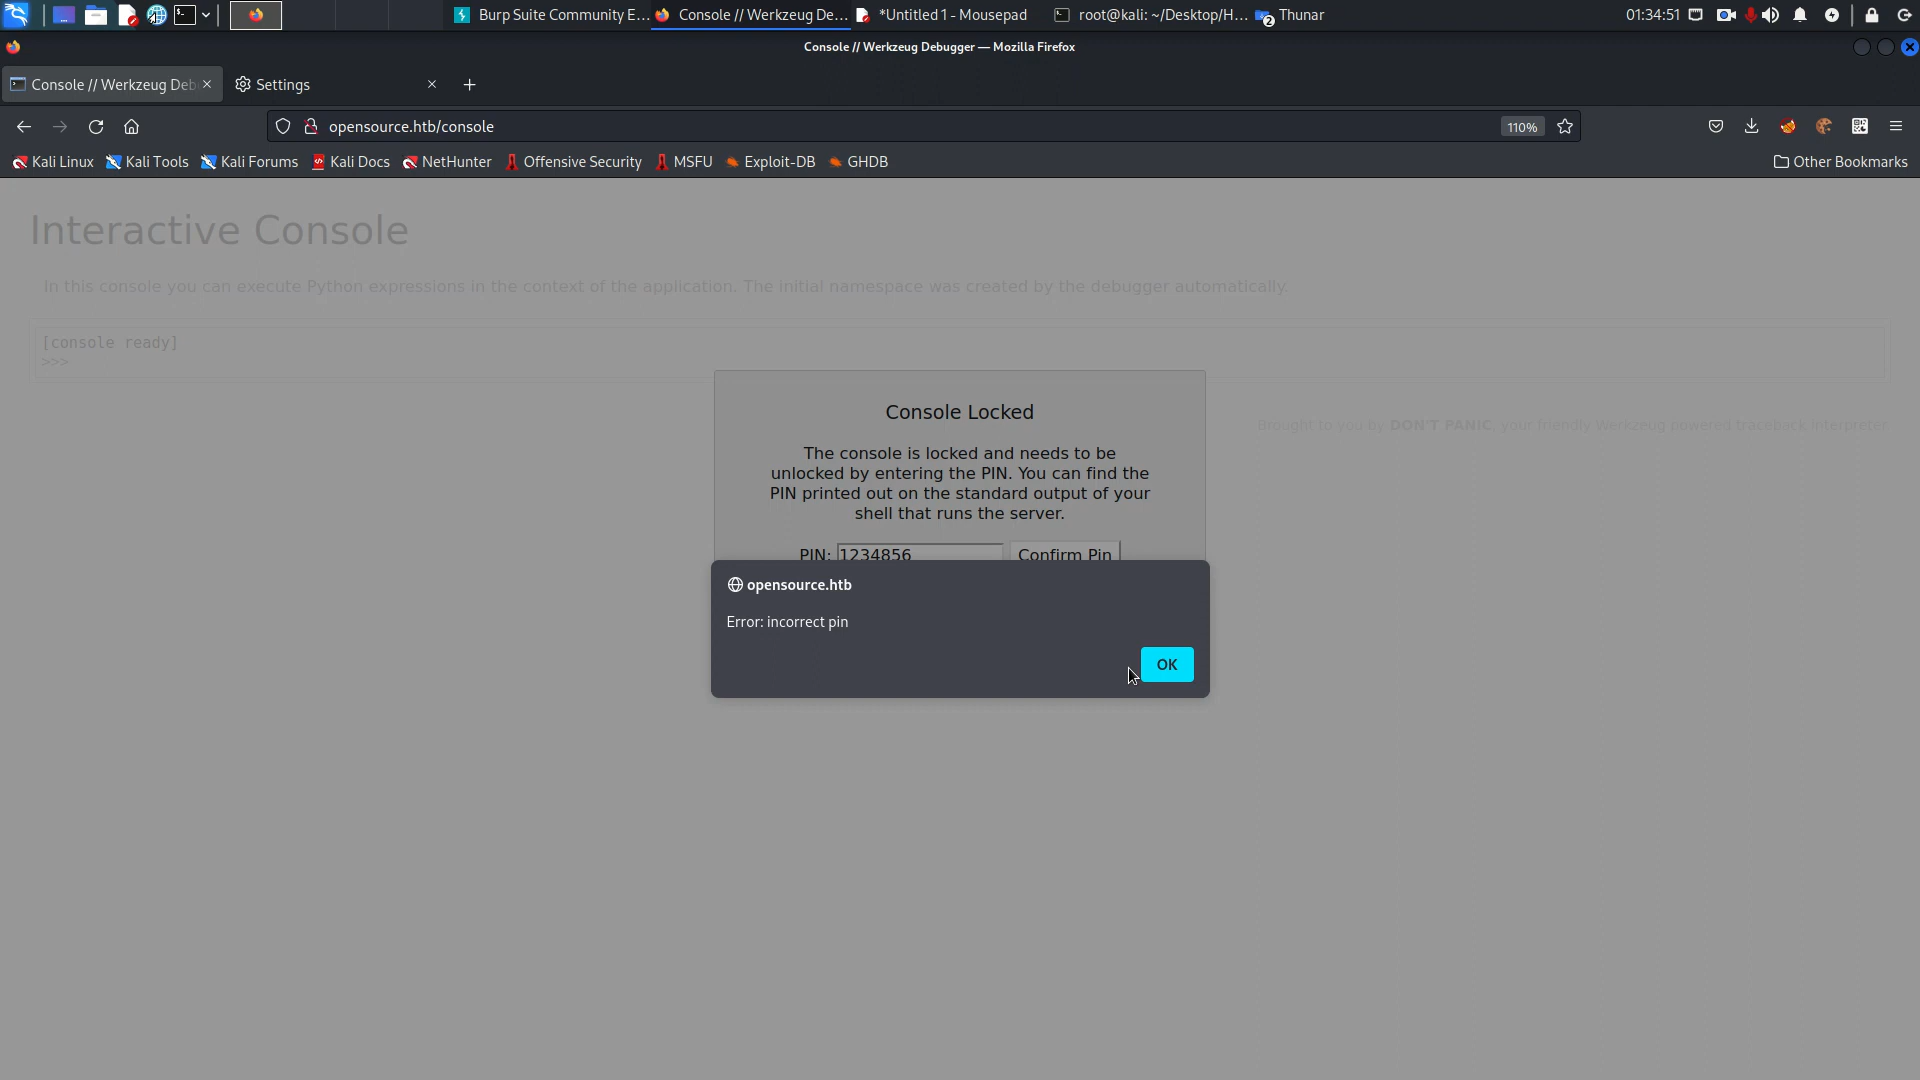 Burp Suite Community E...
Console // Werkzeug De...
*Untitled 1 - Mousepad
root@kali: ~/Desktop/H...
2
Thunar
01:34:51
Console // Werkzeug Debugger — Mozilla Firefox
Console // Werkzeug Deb
Settings
opensource.htb/console
110%
Kali Linux
Kali Tools
Kali Forums
Kali Docs
NetHunter
Offensive Security
MSFU
Exploit-DB
GHDB
Other Bookmarks
Interactive Console
In this console you can execute Python expressions in the context of the application. The initial namespace was created by the debugger automatically.
[console ready]
>>>
Brought to you by DON'T PANIC, your friendly Werkzeug powered traceback interpreter.
Console Locked
The console is locked and needs to be
unlocked by entering the PIN. You can find the
PIN printed out on the standard output of your
shell that runs the server.
PIN: 1234856 Confirm Pin
opensource.htb
Error: incorrect pin
OK